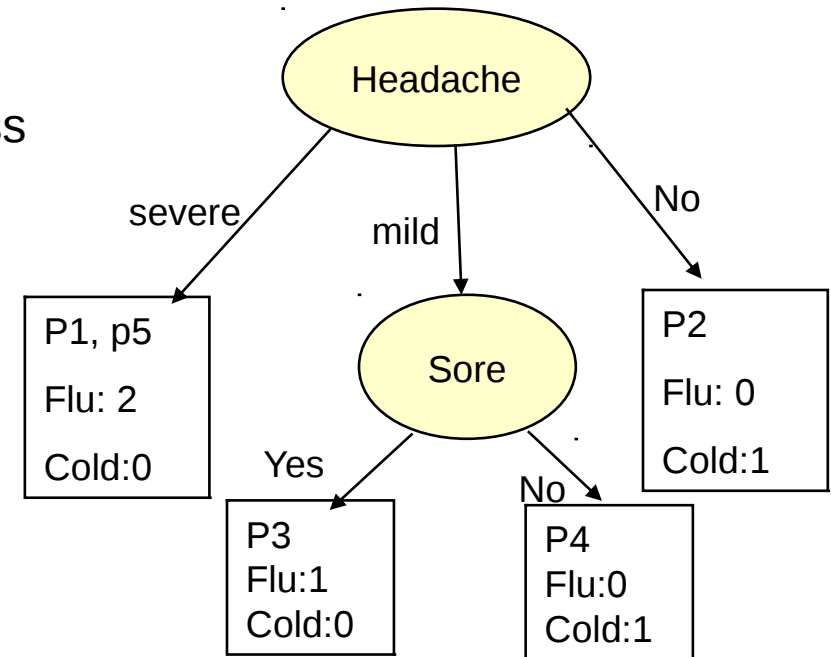 Headache
severe
mild
No
P1, p5
Flu: 2
Cold:0
Sore
P2
Flu: 0
Cold:1
Yes
No
P3
Flu:1
Cold:0
P4
Flu:0
Cold:1